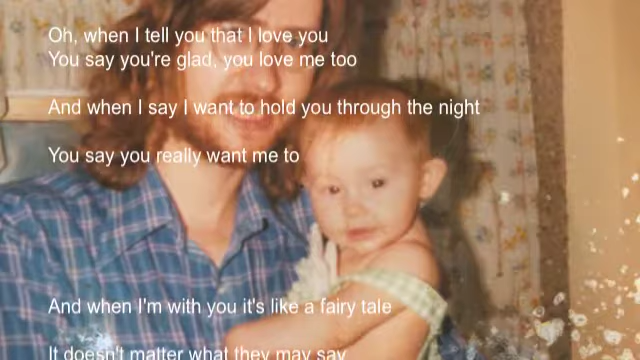 Oh, when I tell you that I love you
You say you're glad, you love me too
And when I say I want to hold you through the night
You say you really want me to
And when I'm with you it's like a fairy tale
It doesn't matter what they may say